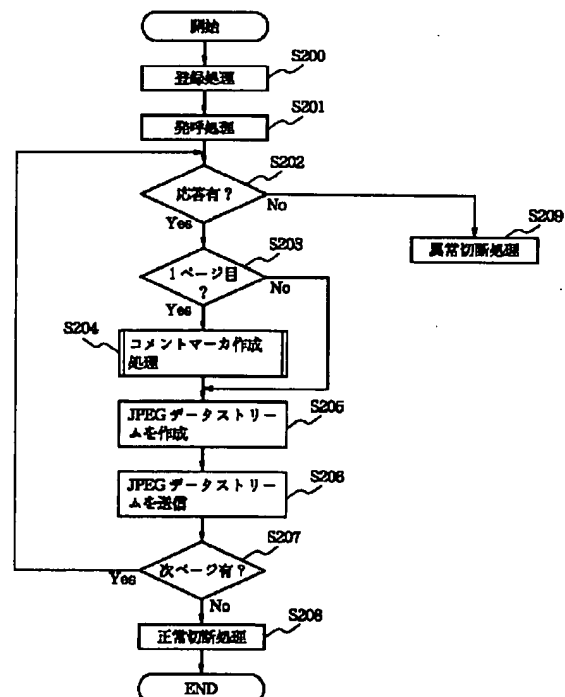 開始
S200
登録処理
S201
発呼処理
S202
応答有?
No
Yes
S209
異常切断処理
S203
1ページ目
?
No
Yes
S204
コメントマーカ作成
処理
S205
JPEGデータストリー
ムを作成
S206
JPEGデータストリー
ムを送信
S207
次ページ有?
Yes
No
S208
正常切断処理
END